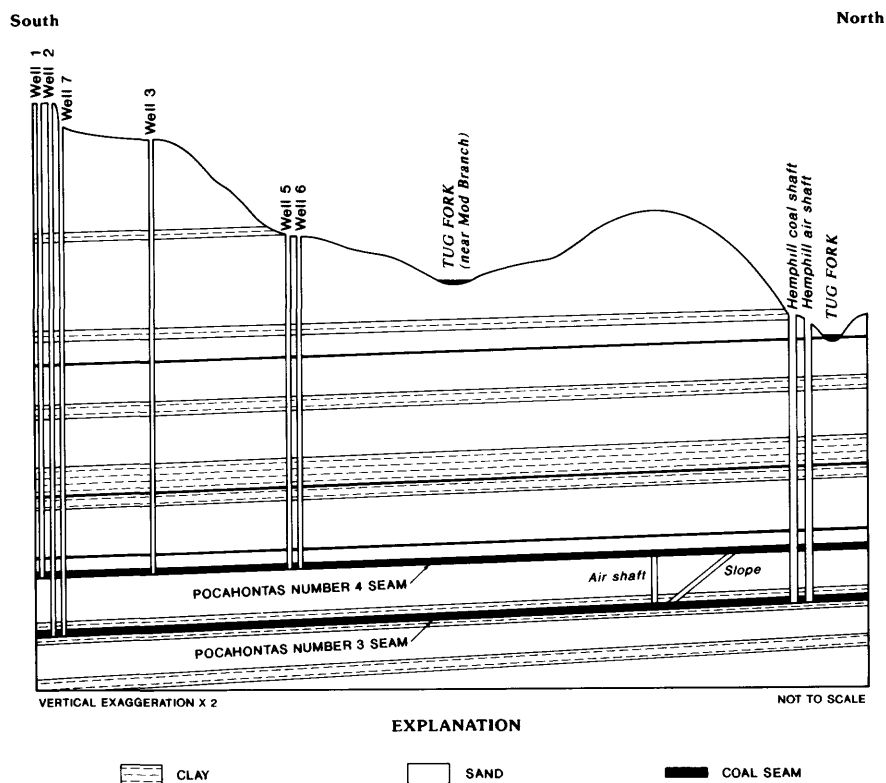 South
North
Well 1
Well 2
Well 7
Well 3
Well 5
Well 6
TUG FORK
(near Mod Branch)
Hemphill coal shaft
Hemphill air shaft
TUG FORK
POCAHONTAS NUMBER 4 SEAM
Air shaft
Slope
POCAHONTAS NUMBER 3 SEAM
VERTICAL EXAGGERATION X 2
NOT TO SCALE
EXPLANATION
CLAY
SAND
COAL SEAM